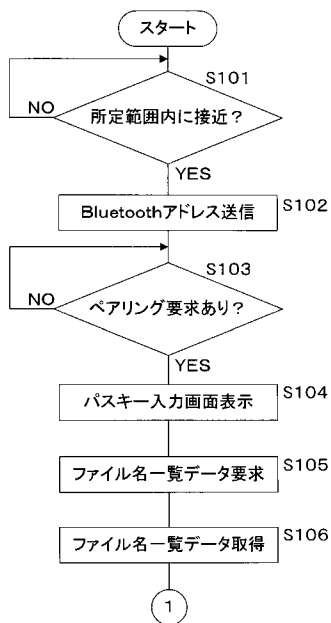 スタート
S101
NO
所定範囲内に接近?
YES
Bluetoothアドレス送信
S102
S103
NO
ペアリング要求あり?
YES
パスキー入力画面表示
S104
ファイル名一覧データ要求
S105
ファイル名一覧データ取得
S106
1